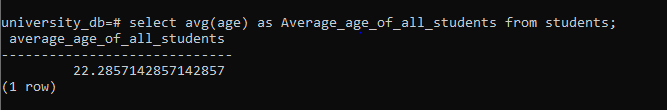 university_db=# select avg(age) as Average_age_of_all_students from students;
average_age_of_all_students
-----------------------------
22.2857142857142857
(1 row)